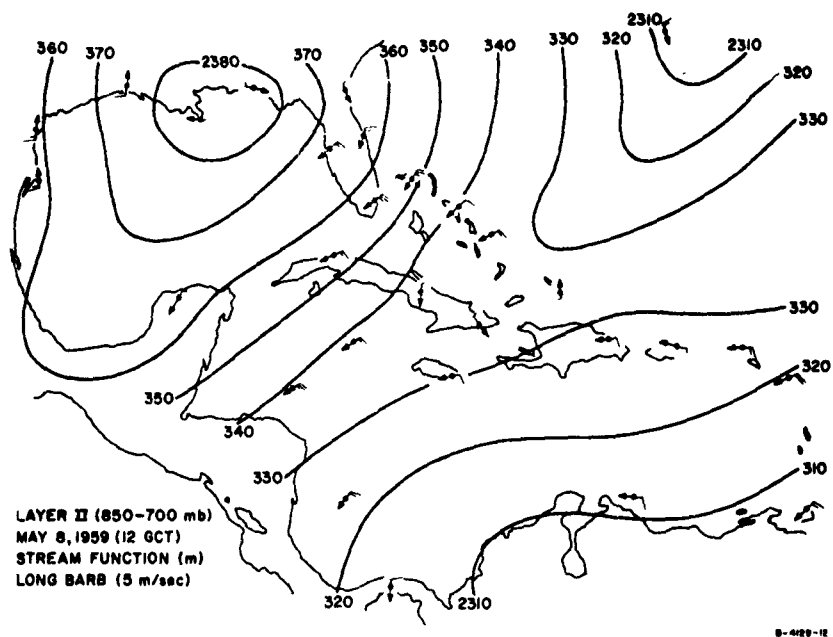 360 370 2380 370 360 350 340 330 320 2310 2310
320
330
330
320
350
340
330
310
LAYER II (850-700 mb)
MAY 8, 1959 (12 GCT)
STREAM FUNCTION (m)
LONG BARB (5 m/sec)
320 2310
B-4129-12